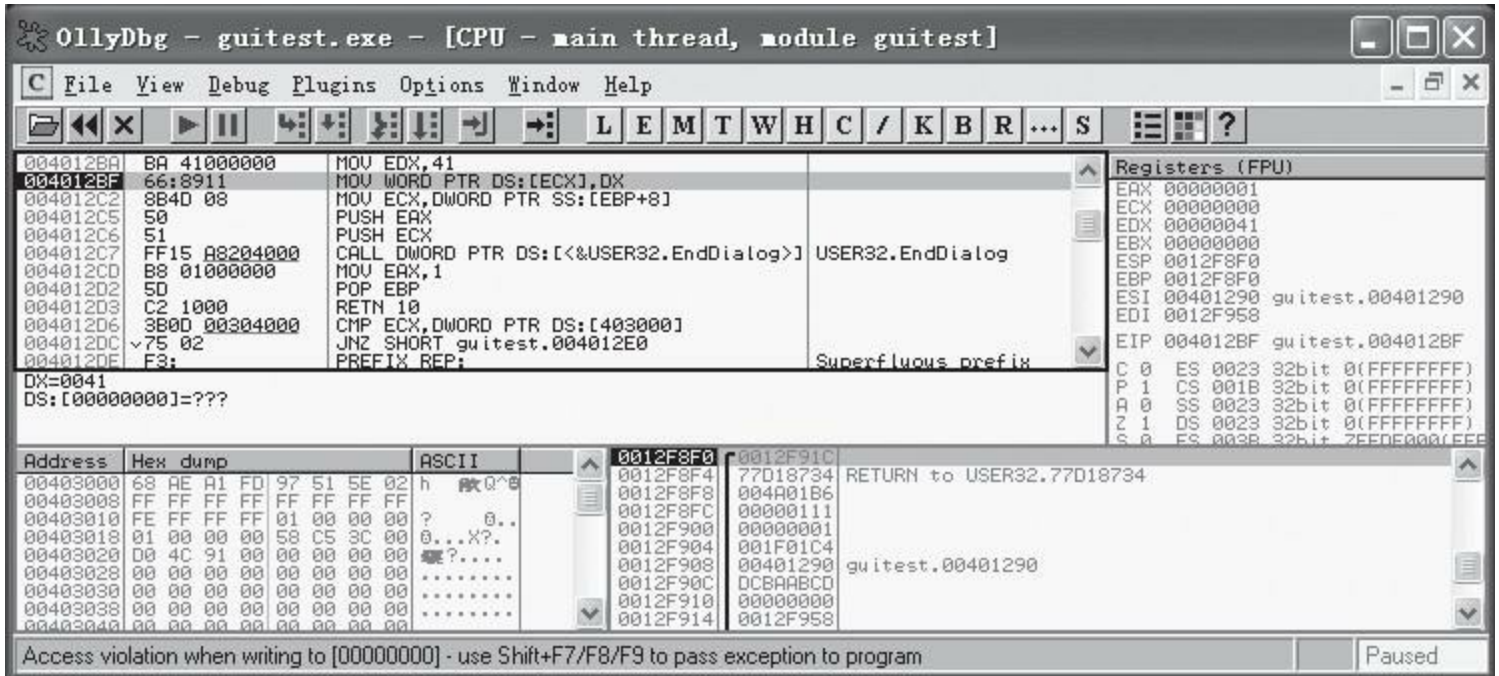 OllyDbg - guitest.exe - [CPU - main thread, module guitest]
C File View Debug Plugins Options Window Help
L E M T W H C / K B R ... S ?
004012BA BA 41000000 MOV EDX,41
004012BF 66:8911 MOV WORD PTR DS:[ECX],DX
004012C2 8B4D 08 MOV ECX,DWORD PTR SS:[EBP+8]
004012C5 50 PUSH EAX
004012C6 51 PUSH ECX
004012C7 FF15 A8204000 CALL DWORD PTR DS:[<&USER32.EndDialog>] USER32.EndDialog
004012CD B8 01000000 MOV EAX,1
004012D2 5D POP EBP
004012D3 C2 1000 RETN 10
004012D6 3B0D 00304000 CMP ECX,DWORD PTR DS:[403000]
004012DC 75 02 JNZ SHORT guitest.004012E0
004012DE F3: PREFIX REP: Superfluous prefix
DX=0041
DS:[00000000]=???
Registers (FPU)
EAX 00000001
ECX 00000000
EDX 00000041
EBX 00000000
ESP 0012F8F0
EBP 0012F8F0
ESI 00401290 guitest.00401290
EDI 0012F958
EIP 004012BF guitest.004012BF
C 0 ES 0023 32bit 0(FFFFFFFF)
P 1 CS 001B 32bit 0(FFFFFFFF)
A 0 SS 0023 32bit 0(FFFFFFFF)
Z 1 DS 0023 32bit 0(FFFFFFFF)
S 0 FS 003B 32bit
Address Hex dump ASCII
00403000 68 AE A1 FD 97 51 5E 02 h Q^
00403008 FF FF FF FF FF FF FF FF
00403010 FE FF FF FF 01 00 00 00 ? ..
00403018 01 00 00 00 58 C5 3C 00 ...X?.
00403020 D0 4C 91 00 00 00 00 00 ?....
00403028 00 00 00 00 00 00 00 00 ........
00403030 00 00 00 00 00 00 00 00 ........
00403038 00 00 00 00 00 00 00 00 ........
00403040 00 00 00 00 00 00 00 00
0012F8F0 0012F91C
0012F8F4 77D18734 RETURN to USER32.77D18734
0012F8F8 004A01B6
0012F8FC 00000111
0012F900 00000001
0012F904 001F01C4
0012F908 00401290 guitest.00401290
0012F90C DCBAABCD
0012F910 00000000
0012F914 0012F958
Access violation when writing to [00000000] - use Shift+F7/F8/F9 to pass exception to program Paused